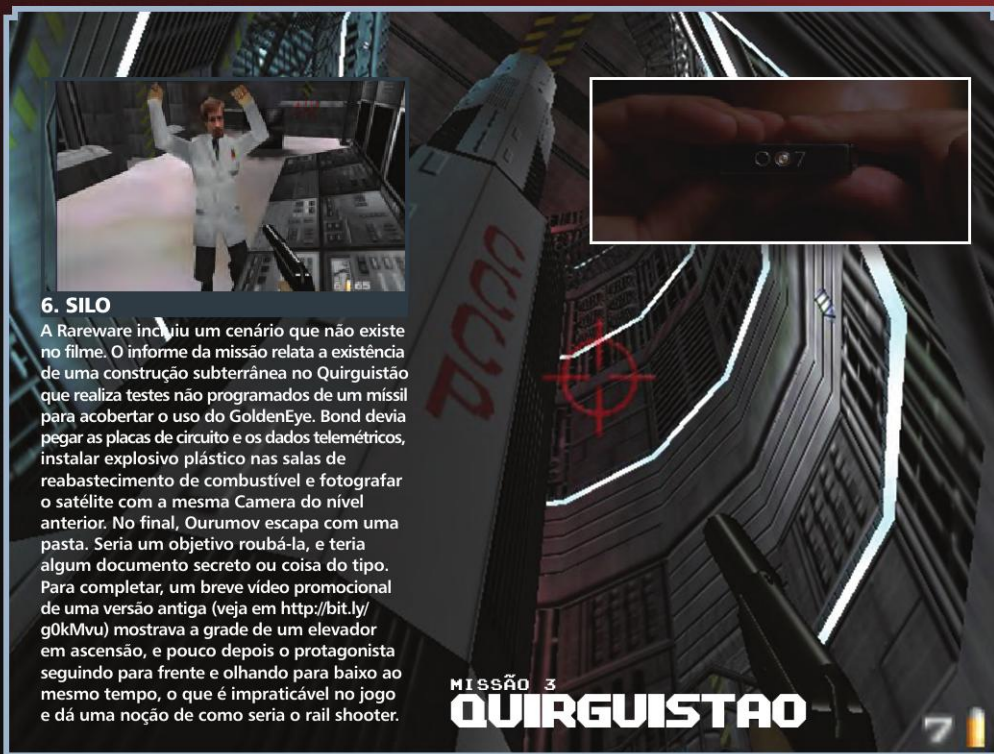 6. SILO
A Rareware incluiu um cenário que não existe
no filme. O informe da missão relata a existência
de uma construção subterrânea no Quirguistão
que realiza testes não programados de um míssil
para acobertar o uso do GoldenEye. Bond devia
pegar as placas de circuito e os dados telemétricos,
instalar explosivo plástico nas salas de
reabastecimento de combustível e fotografar
o satélite com a mesma Camera do nível
anterior. No final, Ourumov escapa com uma
pasta. Seria um objetivo roubá-la, e teria
algum documento secreto ou coisa do tipo.
Para completar, um breve vídeo promocional
de uma versão antiga (veja em http://bit.ly/
g0kMvu) mostrava a grade de um elevador
em ascensão, e pouco depois o protagonista
seguindo para frente e olhando para baixo ao
mesmo tempo, o que é impraticável no jogo
e dá uma noção de como seria o rail shooter.
007
MISSÃO 3
QUIRGUISTAO
7